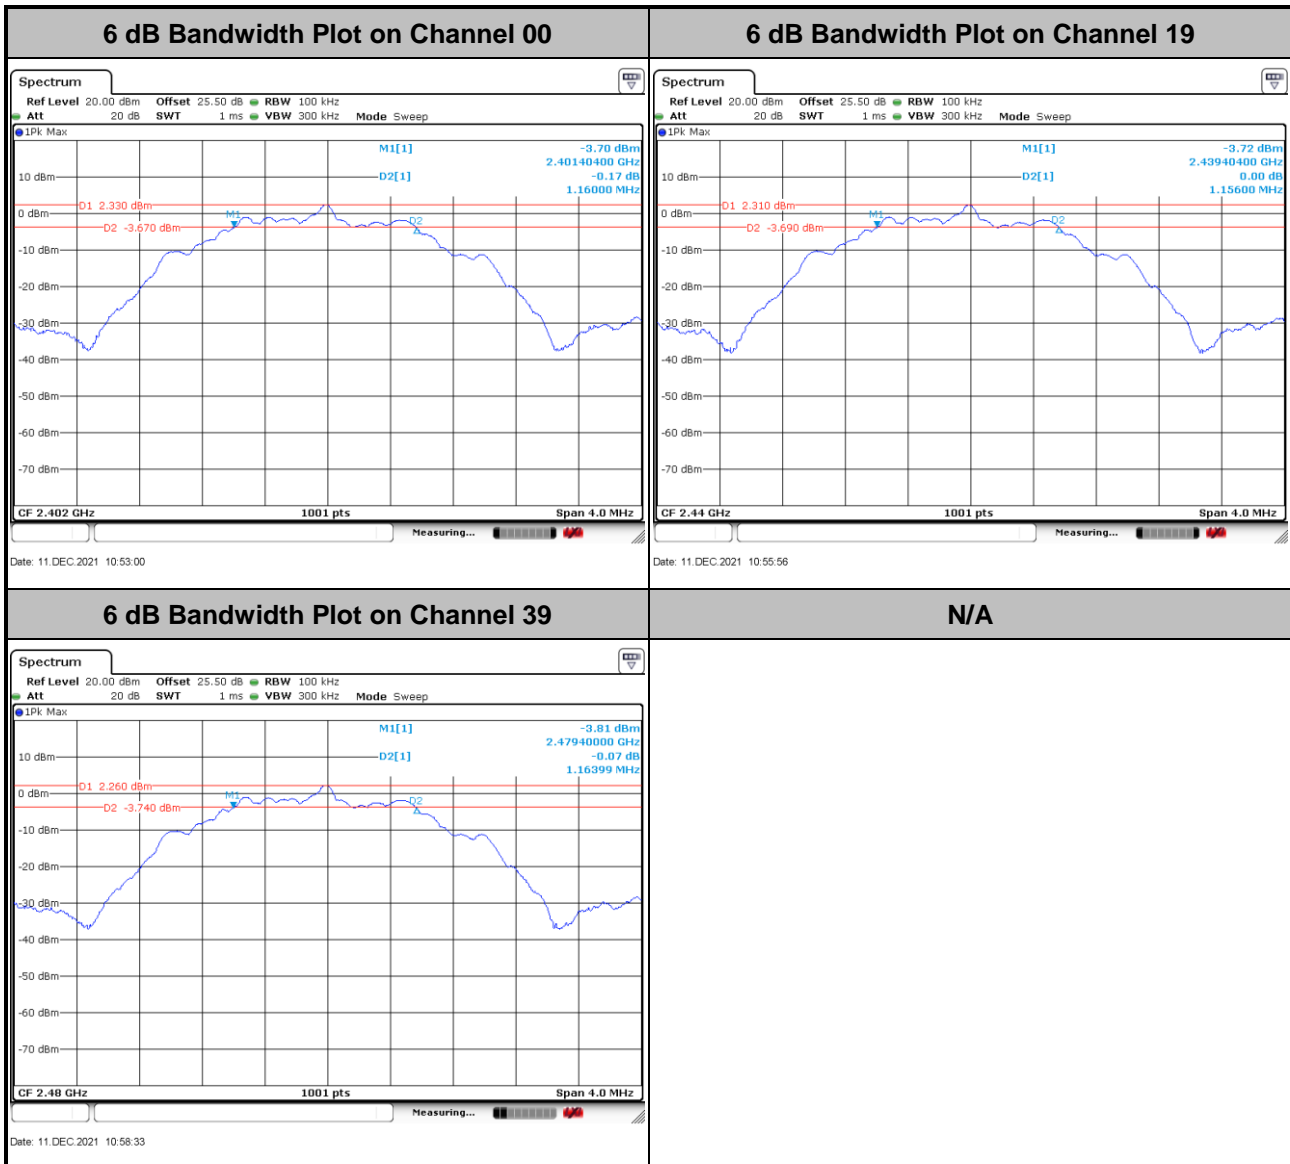 6 dB Bandwidth Plot on Channel 00
6 dB Bandwidth Plot on Channel 19
Spectrum
Ref Level 20.00 dBm Offset 25.50 dB RBW 100 kHz
Att 20 dB SWT 1 ms VBW 300 kHz Mode Sweep
1Pk Max
M1[1] -3.70 dBm
2.40140400 GHz
D2[1] -0.17 dB
1.16000 MHz
10 dBm
D1 2.330 dBm
0 dBm
M1
D2
D2 -3.670 dBm
-10 dBm
-20 dBm
-30 dBm
-40 dBm
-50 dBm
-60 dBm
-70 dBm
CF 2.402 GHz 1001 pts Span 4.0 MHz
Measuring...
Date: 11.DEC.2021 10:53:00
Spectrum
Ref Level 20.00 dBm Offset 25.50 dB RBW 100 kHz
Att 20 dB SWT 1 ms VBW 300 kHz Mode Sweep
1Pk Max
M1[1] -3.72 dBm
2.43940400 GHz
D2[1] 0.00 dB
1.15600 MHz
10 dBm
D1 2.310 dBm
0 dBm
M1
D2
D2 -3.690 dBm
-10 dBm
-20 dBm
-30 dBm
-40 dBm
-50 dBm
-60 dBm
-70 dBm
CF 2.44 GHz 1001 pts Span 4.0 MHz
Measuring...
Date: 11.DEC.2021 10:55:56
6 dB Bandwidth Plot on Channel 39
N/A
Spectrum
Ref Level 20.00 dBm Offset 25.50 dB RBW 100 kHz
Att 20 dB SWT 1 ms VBW 300 kHz Mode Sweep
1Pk Max
M1[1] -3.81 dBm
2.47940000 GHz
D2[1] -0.07 dB
1.16399 MHz
10 dBm
D1 2.260 dBm
0 dBm
M1
D2
D2 -3.740 dBm
-10 dBm
-20 dBm
-30 dBm
-40 dBm
-50 dBm
-60 dBm
-70 dBm
CF 2.48 GHz 1001 pts Span 4.0 MHz
Measuring...
Date: 11.DEC.2021 10:58:33